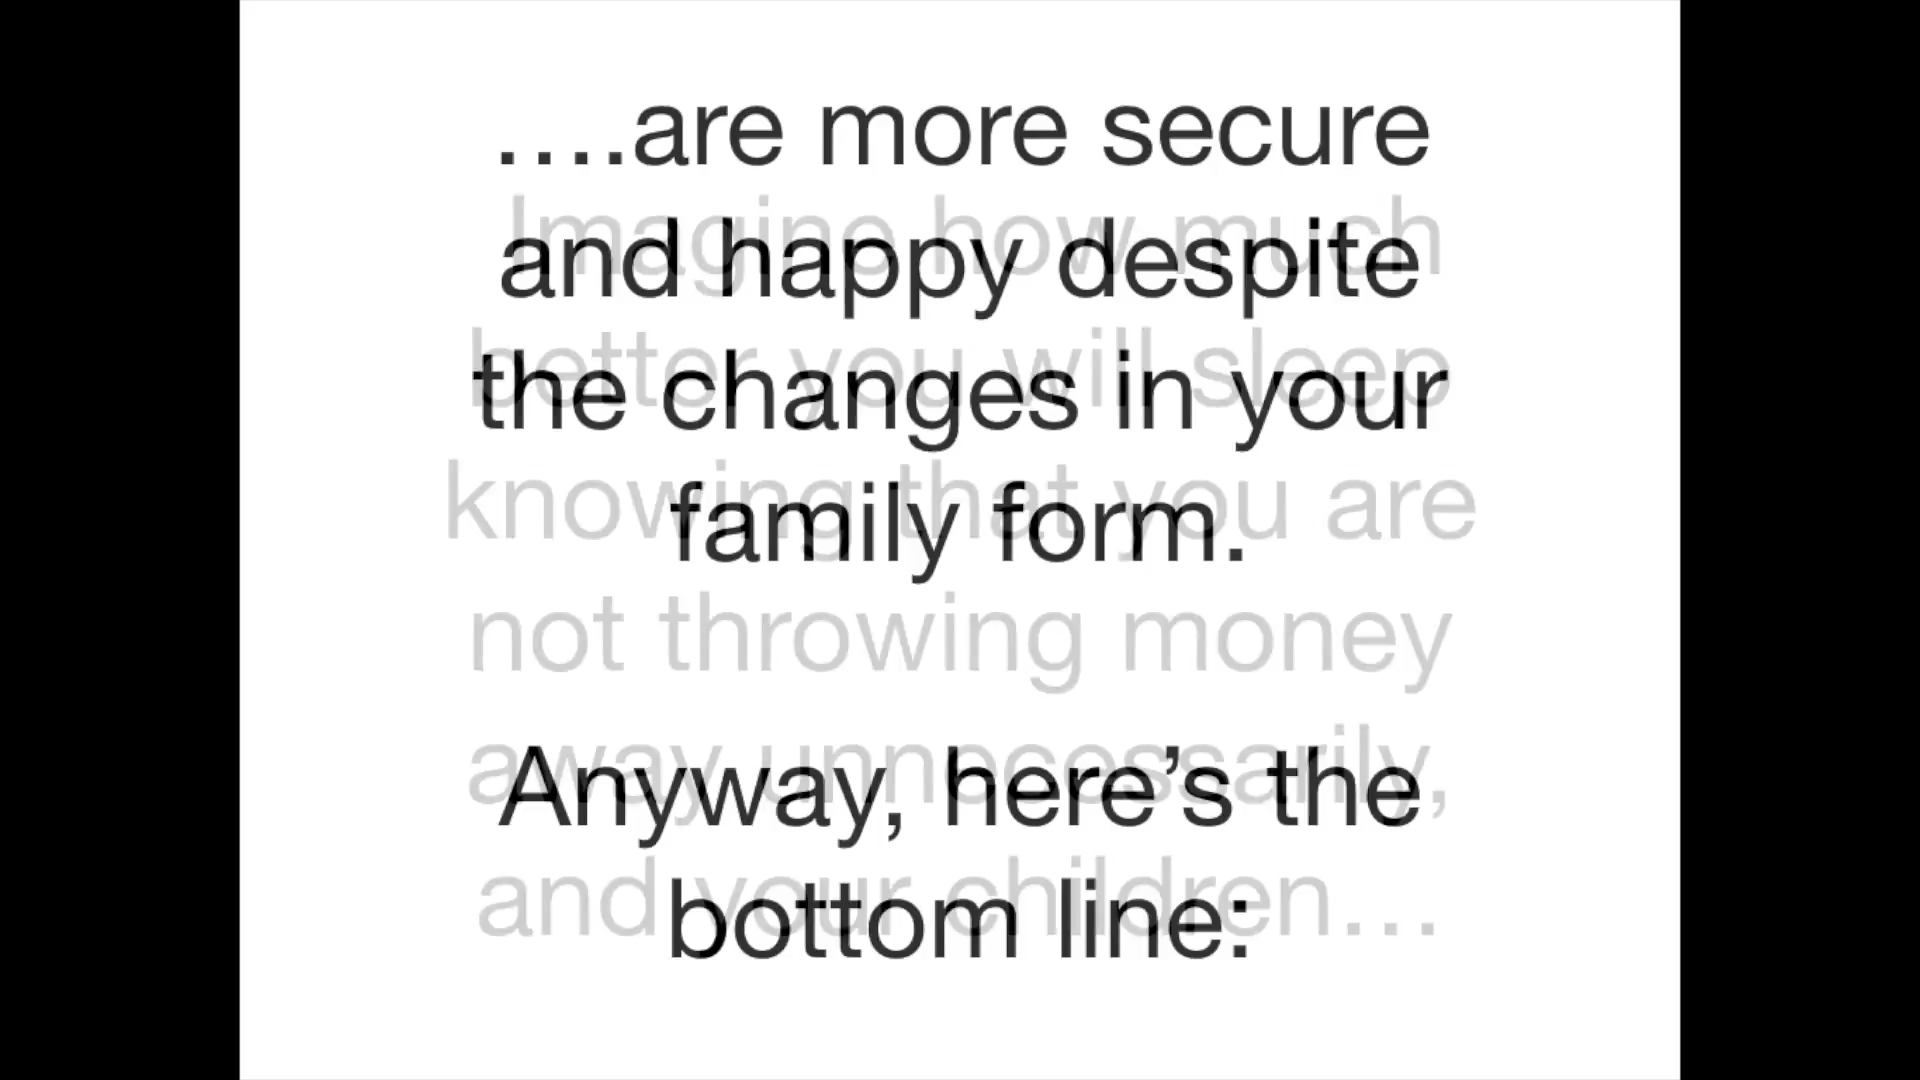 ….are more secure
and happy despite
the changes in your
family form.
Anyway, here’s the
bottom line:
Imagine how much
better you will sleep
knowing that you are
not throwing money
away unnecessarily,
and your children…